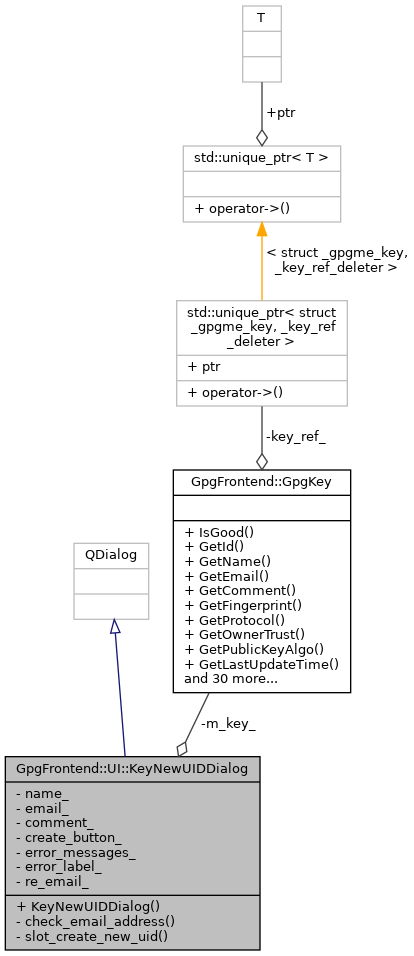 T
+ptr
std::unique_ptr< T >
+ operator->()
< struct _gpgme_key,
_key_ref_deleter >
std::unique_ptr< struct
_gpgme_key, _key_ref
_deleter >
+ ptr
+ operator->()
-key_ref_
GpgFrontend::GpgKey
+ IsGood()
+ GetId()
+ GetName()
+ GetEmail()
+ GetComment()
+ GetFingerprint()
+ GetProtocol()
+ GetOwnerTrust()
+ GetPublicKeyAlgo()
+ GetLastUpdateTime()
and 30 more...
QDialog
-m_key_
GpgFrontend::UI::KeyNewUIDDialog
- name_
- email_
- comment_
- create_button_
- error_messages_
- error_label_
- re_email_
+ KeyNewUIDDialog()
- check_email_address()
- slot_create_new_uid()